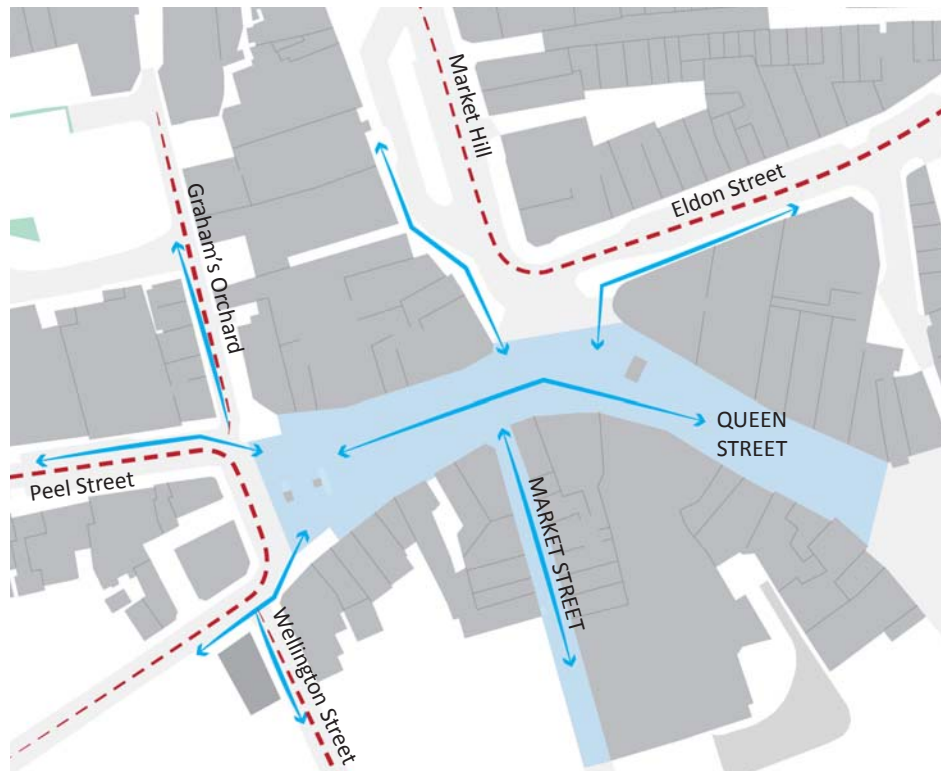 Market Hill
Eldon Street
Graham's Orchard
QUEEN
STREET
Peel Street
MARKET STREET
Wellington Street